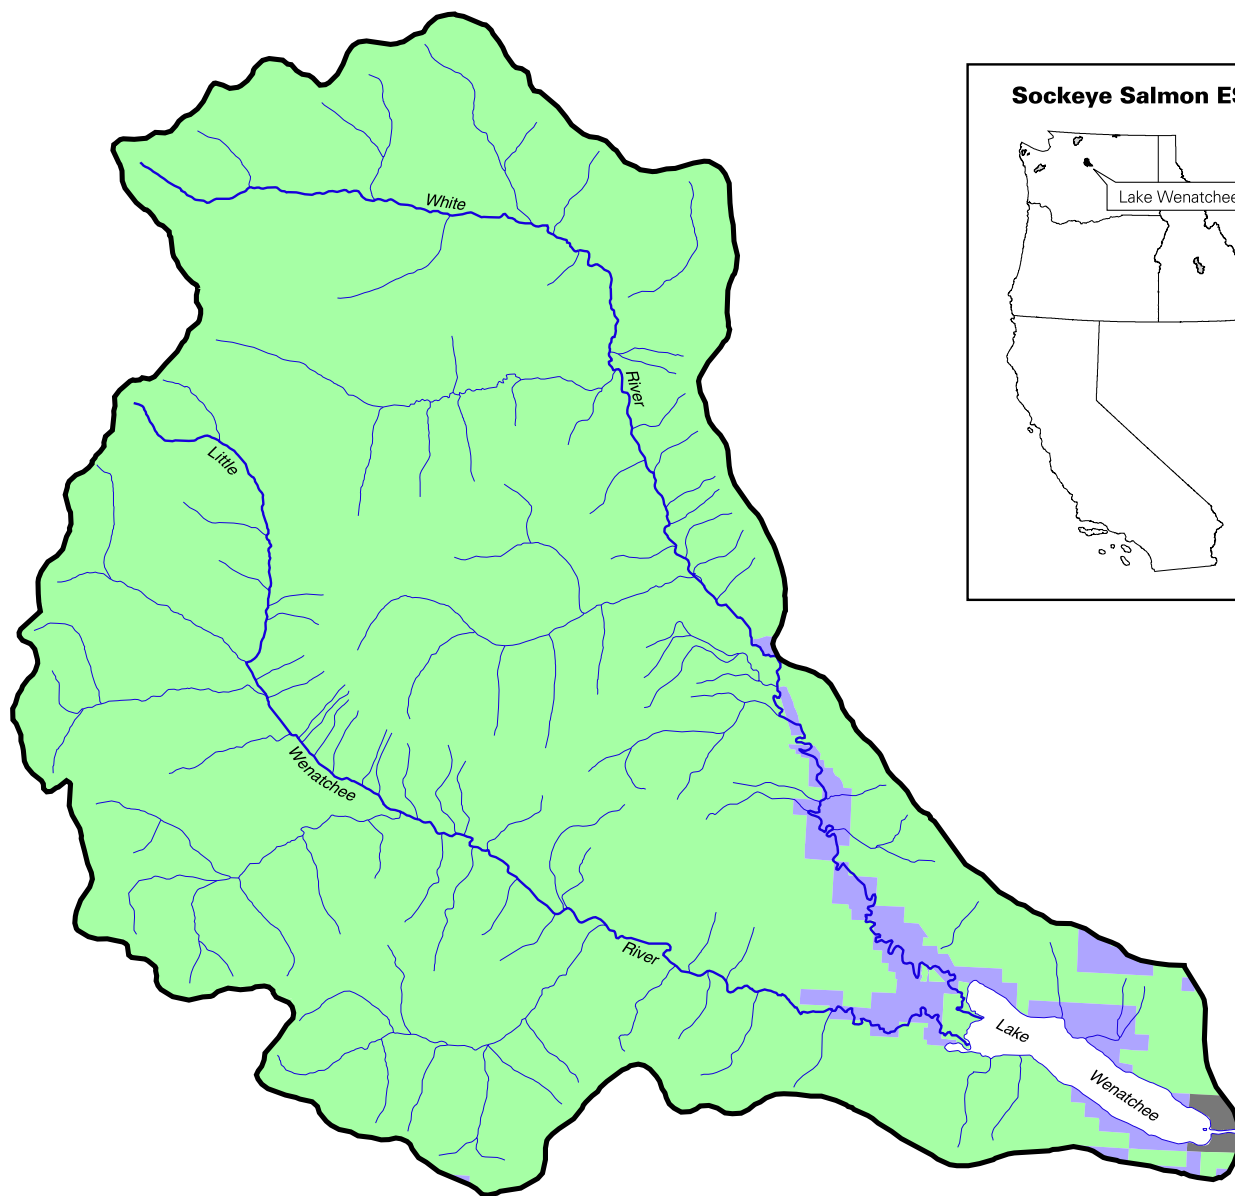 Sockeye Salmon ES
Lake Wenatchee
White
River
Little
Wenatchee
River
Lake
Wenatchee